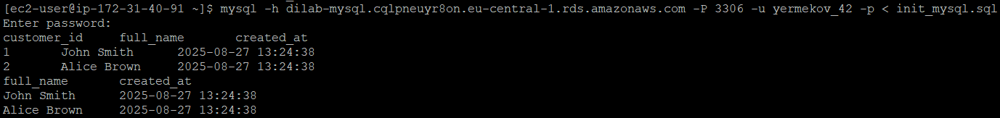 [ec2-user@ip-172-31-40-91 ~]$ mysql -h dilab-mysql.cqlpneuyr8on.eu-central-1.rds.amazonaws.com -P 3306 -u yermekov_42 -p < init_mysql.sql
Enter password:
customer_id full_name created_at
1 John Smith 2025-08-27 13:24:38
2 Alice Brown 2025-08-27 13:24:38
full_name created_at
John Smith 2025-08-27 13:24:38
Alice Brown 2025-08-27 13:24:38